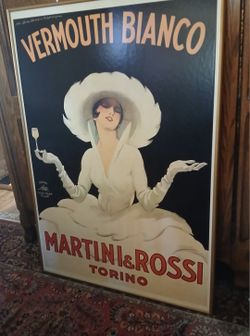 VERMOUTH BIANCO
MARTINI & ROSSI
TORINO